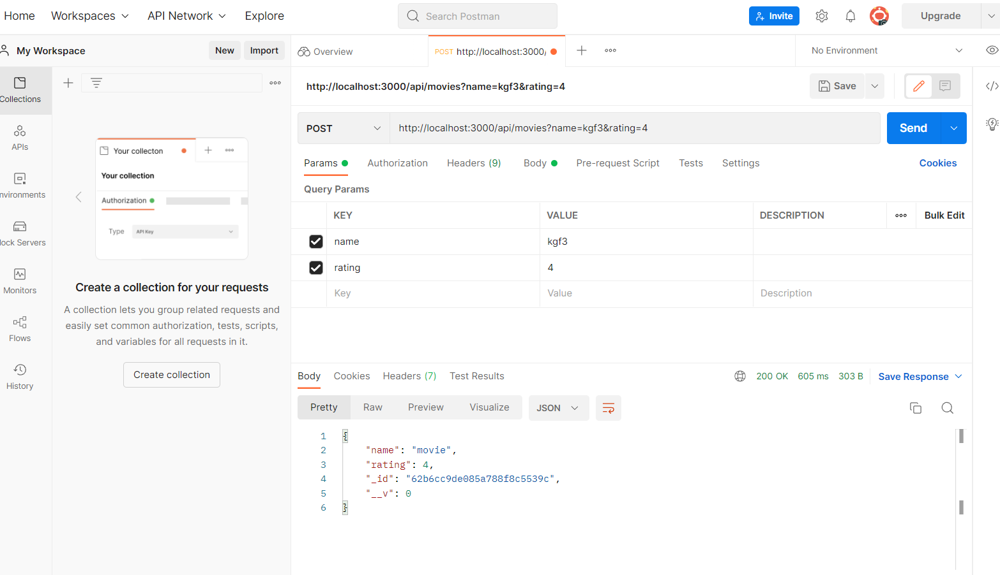 Home Workspaces API Network Explore Search Postman Invite Upgrade
My Workspace New Import
Overview POST http://localhost:3000/ No Environment
Collections
APIs
nvironments
lock Servers
Monitors
Flows
History
Your collecton
Your collection
Authorization
Type API Key
Create a collection for your requests
A collection lets you group related requests and
easily set common authorization, tests, scripts,
and variables for all requests in it.
Create collection
http://localhost:3000/api/movies?name=kgf3&rating=4 Save
POST http://localhost:3000/api/movies?name=kgf3&rating=4 Send
Params Authorization Headers (9) Body Pre-request Script Tests Settings Cookies
Query Params
KEY VALUE DESCRIPTION Bulk Edit
name kgf3
rating 4
Key Value Description
Body Cookies Headers (7) Test Results 200 OK 605 ms 303 B Save Response
Pretty Raw Preview Visualize JSON
1 {
2 "name": "movie",
3 "rating": 4,
4 "_id": "62b6cc9de085a788f8c5539c",
5 "__v": 0
6 }